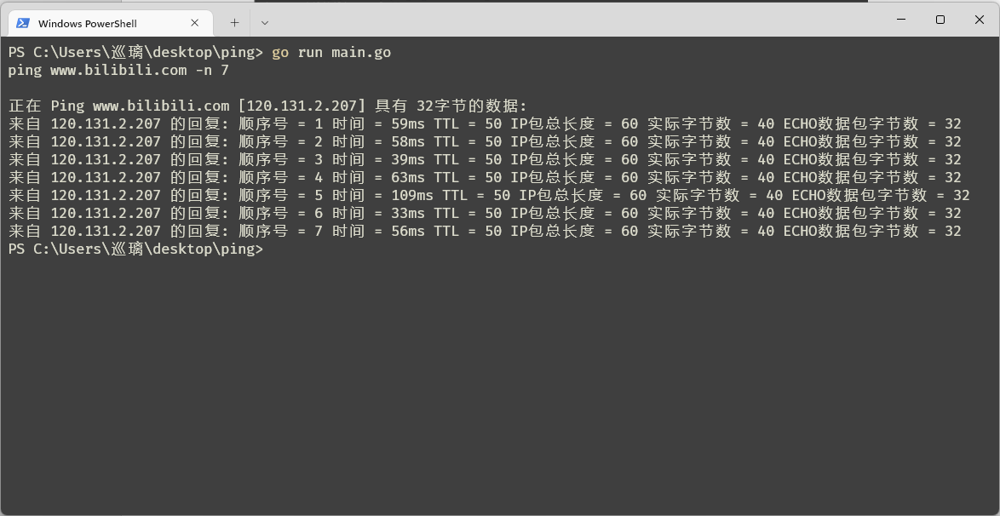 Windows PowerShell
PS C:\Users\巡璃\desktop\ping> go run main.go
ping www.bilibili.com -n 7
正在 Ping www.bilibili.com [120.131.2.207] 具有 32字节的数据:
来自 120.131.2.207 的回复: 顺序号 = 1 时间 = 59ms TTL = 50 IP包总长度 = 60 实际字节数 = 40 ECHO数据包字节数 = 32
来自 120.131.2.207 的回复: 顺序号 = 2 时间 = 58ms TTL = 50 IP包总长度 = 60 实际字节数 = 40 ECHO数据包字节数 = 32
来自 120.131.2.207 的回复: 顺序号 = 3 时间 = 39ms TTL = 50 IP包总长度 = 60 实际字节数 = 40 ECHO数据包字节数 = 32
来自 120.131.2.207 的回复: 顺序号 = 4 时间 = 63ms TTL = 50 IP包总长度 = 60 实际字节数 = 40 ECHO数据包字节数 = 32
来自 120.131.2.207 的回复: 顺序号 = 5 时间 = 109ms TTL = 50 IP包总长度 = 60 实际字节数 = 40 ECHO数据包字节数 = 32
来自 120.131.2.207 的回复: 顺序号 = 6 时间 = 33ms TTL = 50 IP包总长度 = 60 实际字节数 = 40 ECHO数据包字节数 = 32
来自 120.131.2.207 的回复: 顺序号 = 7 时间 = 56ms TTL = 50 IP包总长度 = 60 实际字节数 = 40 ECHO数据包字节数 = 32
PS C:\Users\巡璃\desktop\ping>